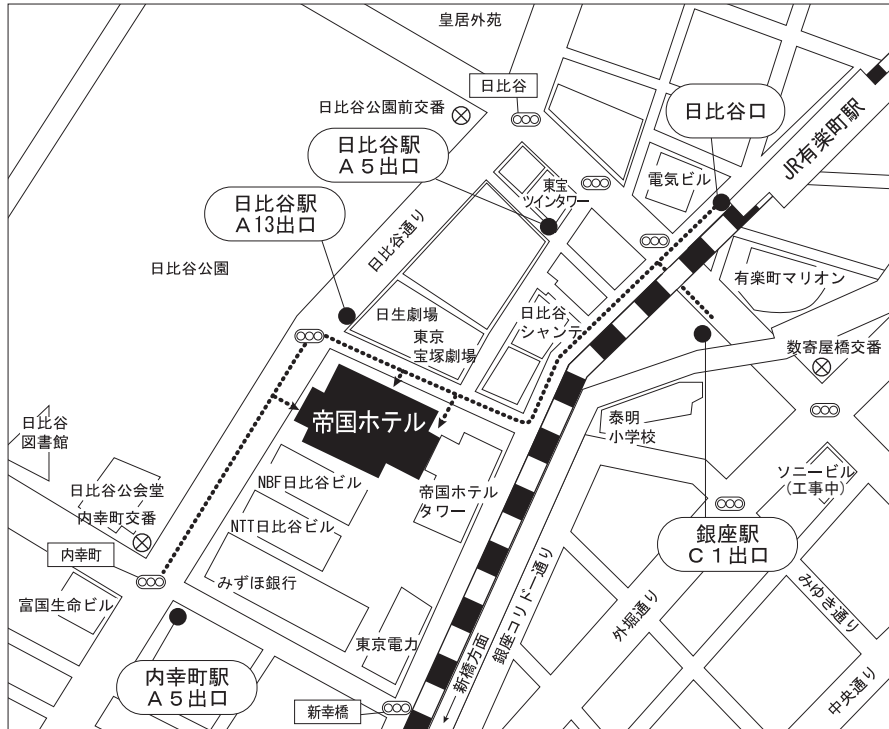 皇居外苑
日比谷
日比谷公園前交番
日比谷口
JR有楽町駅
日比谷駅
Ａ５出口
東宝
ツインタワー
電気ビル
日比谷駅
Ａ13出口
日比谷通り
日比谷公園
有楽町マリオン
日生劇場
東京
宝塚劇場
日比谷
シャンテ
数寄屋橋交番
帝国ホテル
日比谷
図書館
泰明
小学校
日比谷公会堂
内幸町交番
NBF日比谷ビル
帝国ホテル
タワー
ソニービル
(工事中)
NTT日比谷ビル
銀座駅
Ｃ１出口
内幸町
みずほ銀行
富国生命ビル
銀座コリドー通り
外堀通り
みゆき通り
東京電力
←新橋方面
中央通り
内幸町駅
Ａ５出口
新幸橋